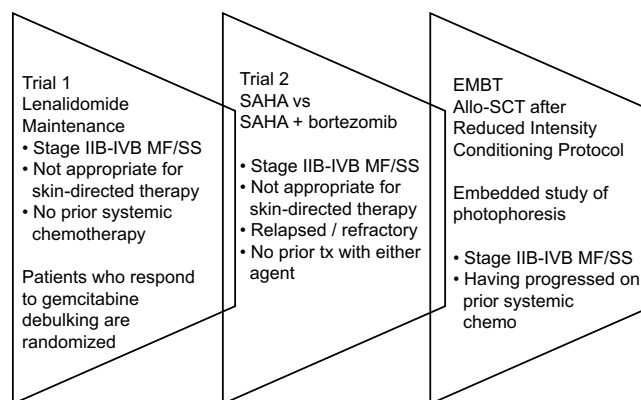 Trial 1
Lenalidomide
Maintenance
• Stage IIB-IVB MF/SS
• Not appropriate for
skin-directed therapy
• No prior systemic
chemotherapy
Patients who respond
to gemcitabine
debulking are
randomized
Trial 2
SAHA vs
SAHA + bortezomib
• Stage IIB-IVB MF/SS
• Not appropriate for
skin-directed therapy
• Relapsed / refractory
• No prior tx with either
agent
EMBT
Allo-SCT after
Reduced Intensity
Conditioning Protocol
Embedded study of
photophoresis
• Stage IIB-IVB MF/SS
• Having progressed on
prior systemic
chemo